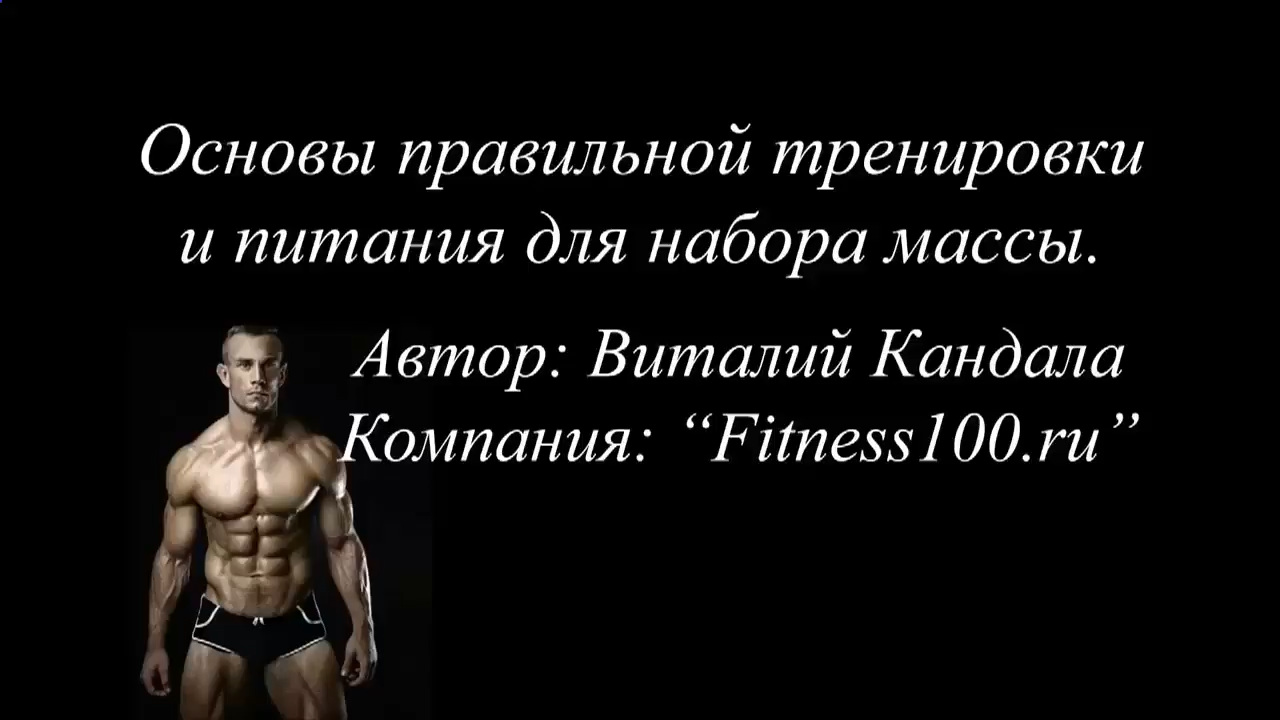 Основы правильной тренировки
и питания для набора массы.
Автор: Виталий Кандала
Компания: “Fitness100.ru”